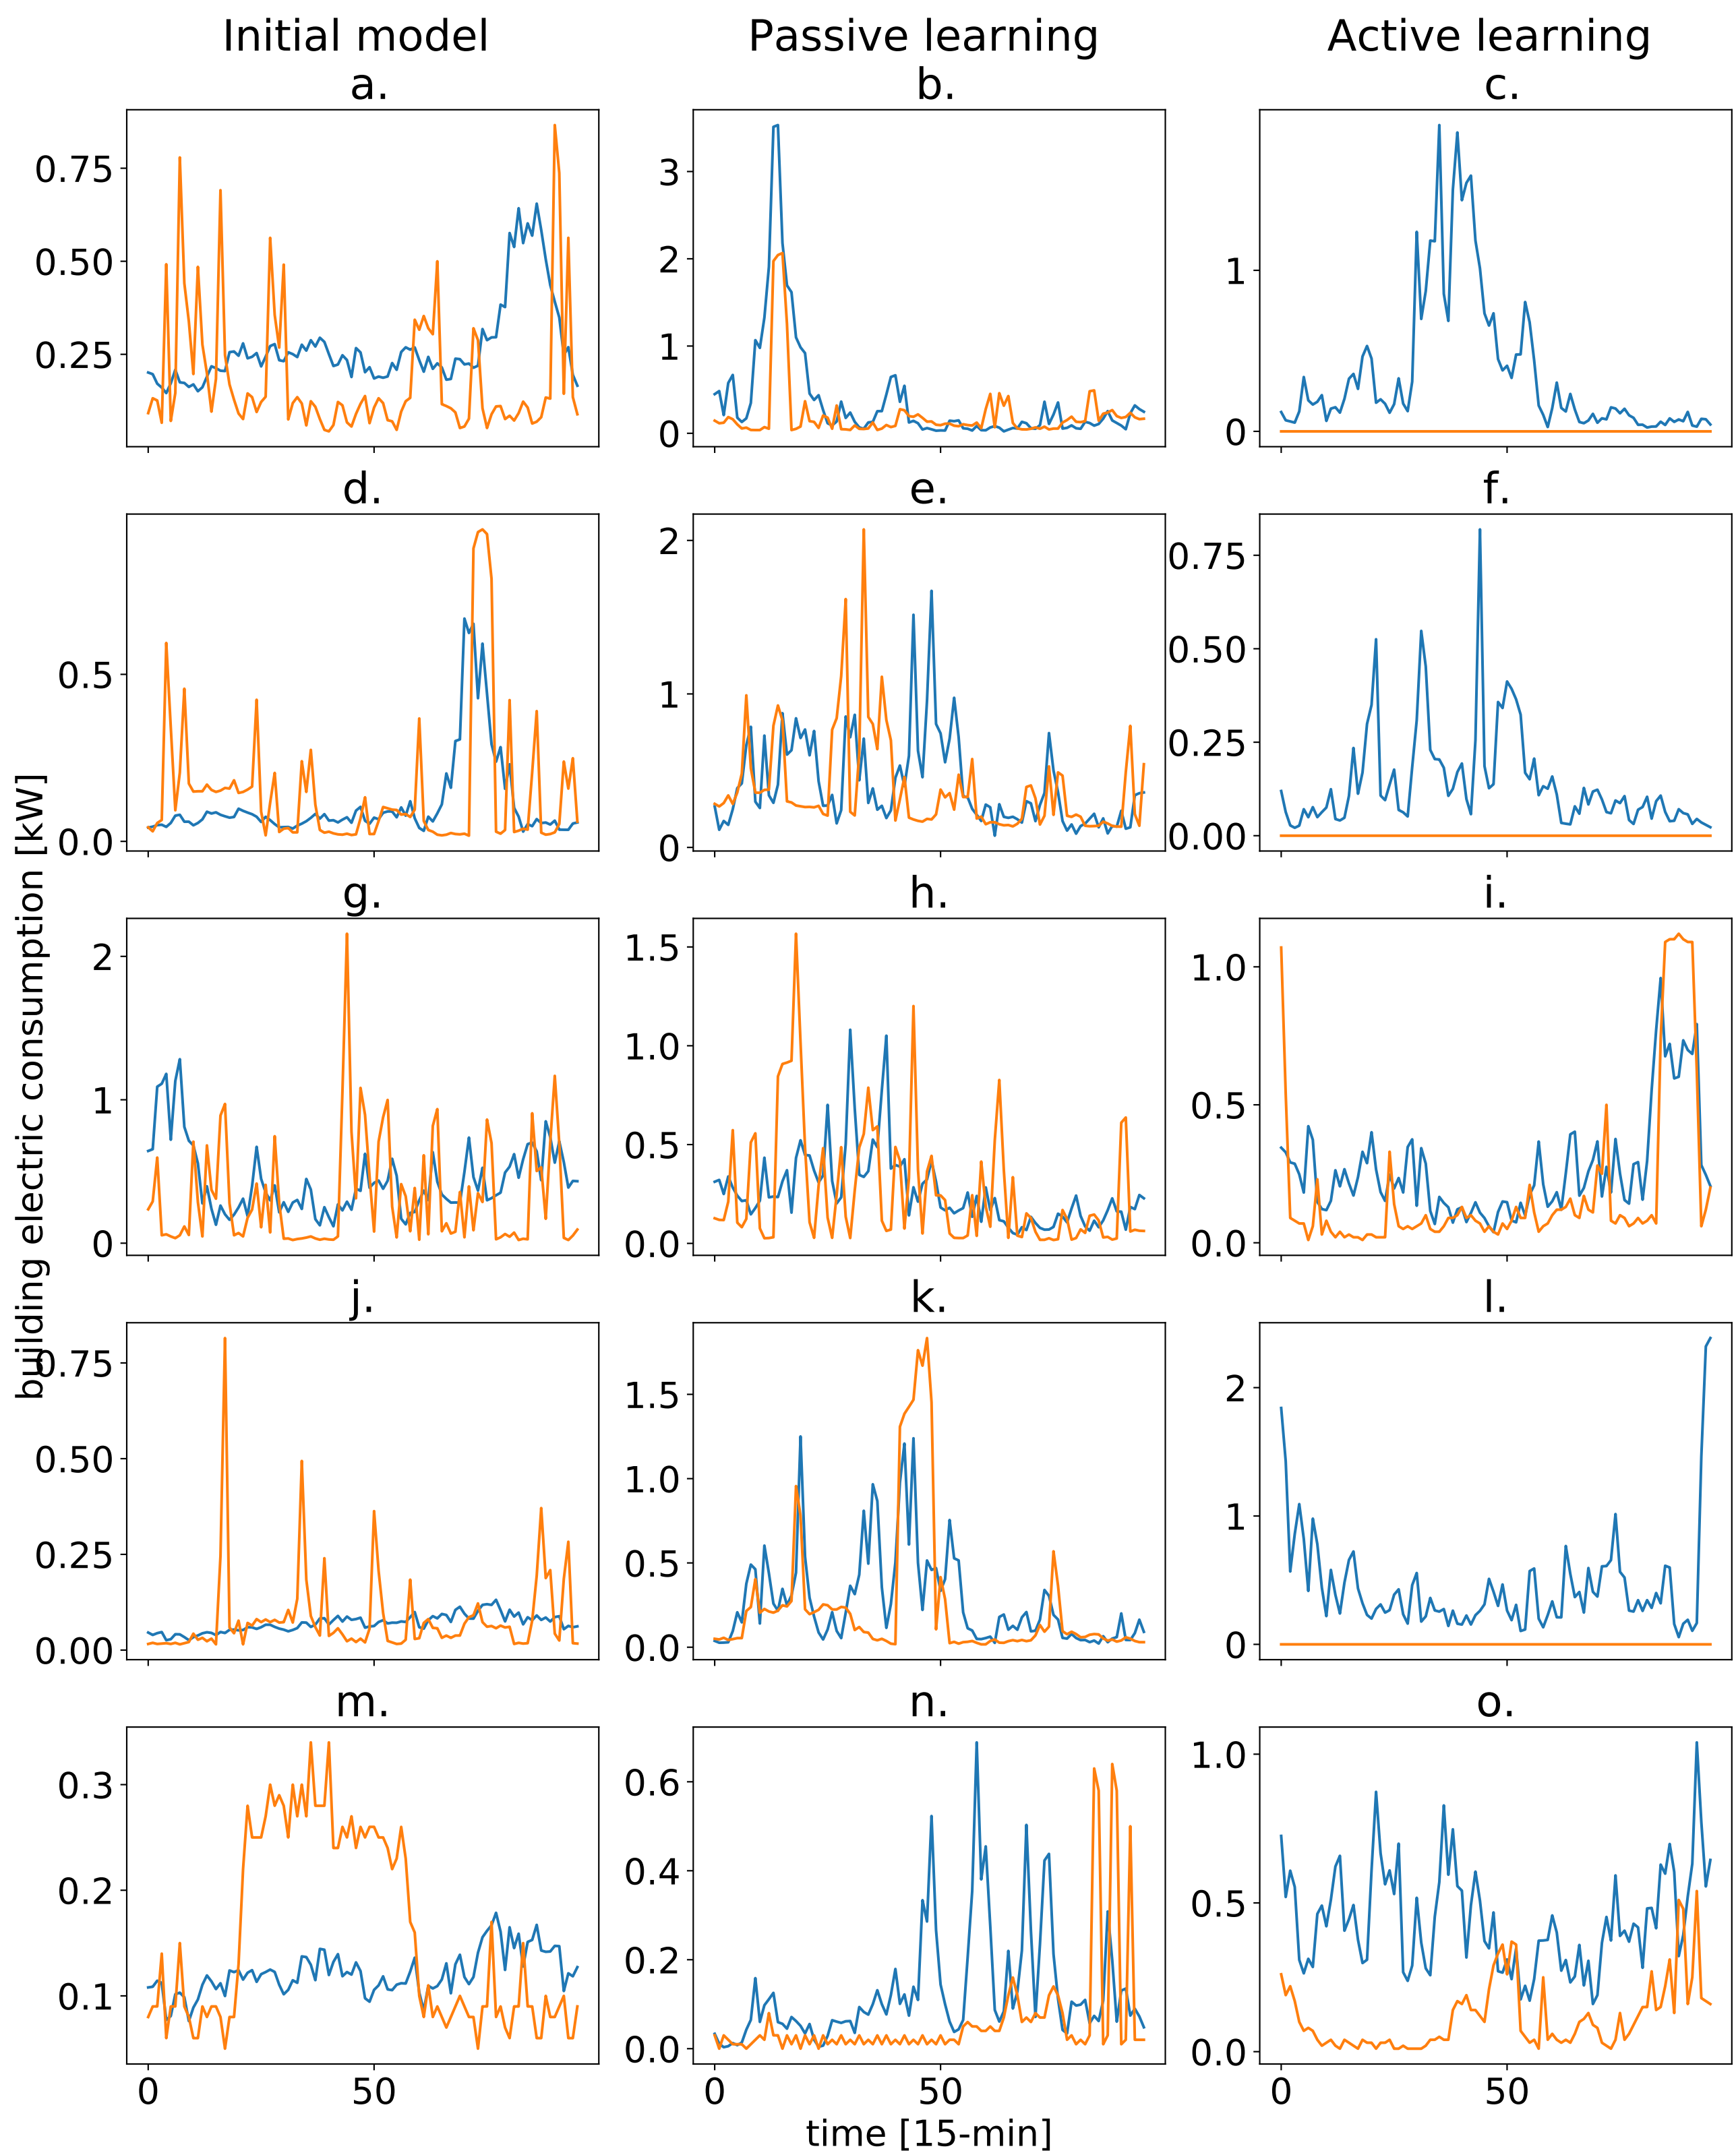 Initial model
Passive learning
Active learning
a.
b.
c.
0.75
0.50
0.25
3
2
1
0
1
0
d.
e.
f.
0.5
0.0
2
1
0
0.75
0.50
0.25
0.00
g.
h.
i.
2
1
0
1.5
1.0
0.5
0.0
1.0
0.5
0.0
building electric consumption [kW]
j.
k.
l.
0.75
0.50
0.25
0.00
1.5
1.0
0.5
0.0
2
1
0
m.
n.
o.
0.3
0.2
0.1
0.6
0.4
0.2
0.0
1.0
0.5
0.0
0 50
0 50
0 50
time [15-min]